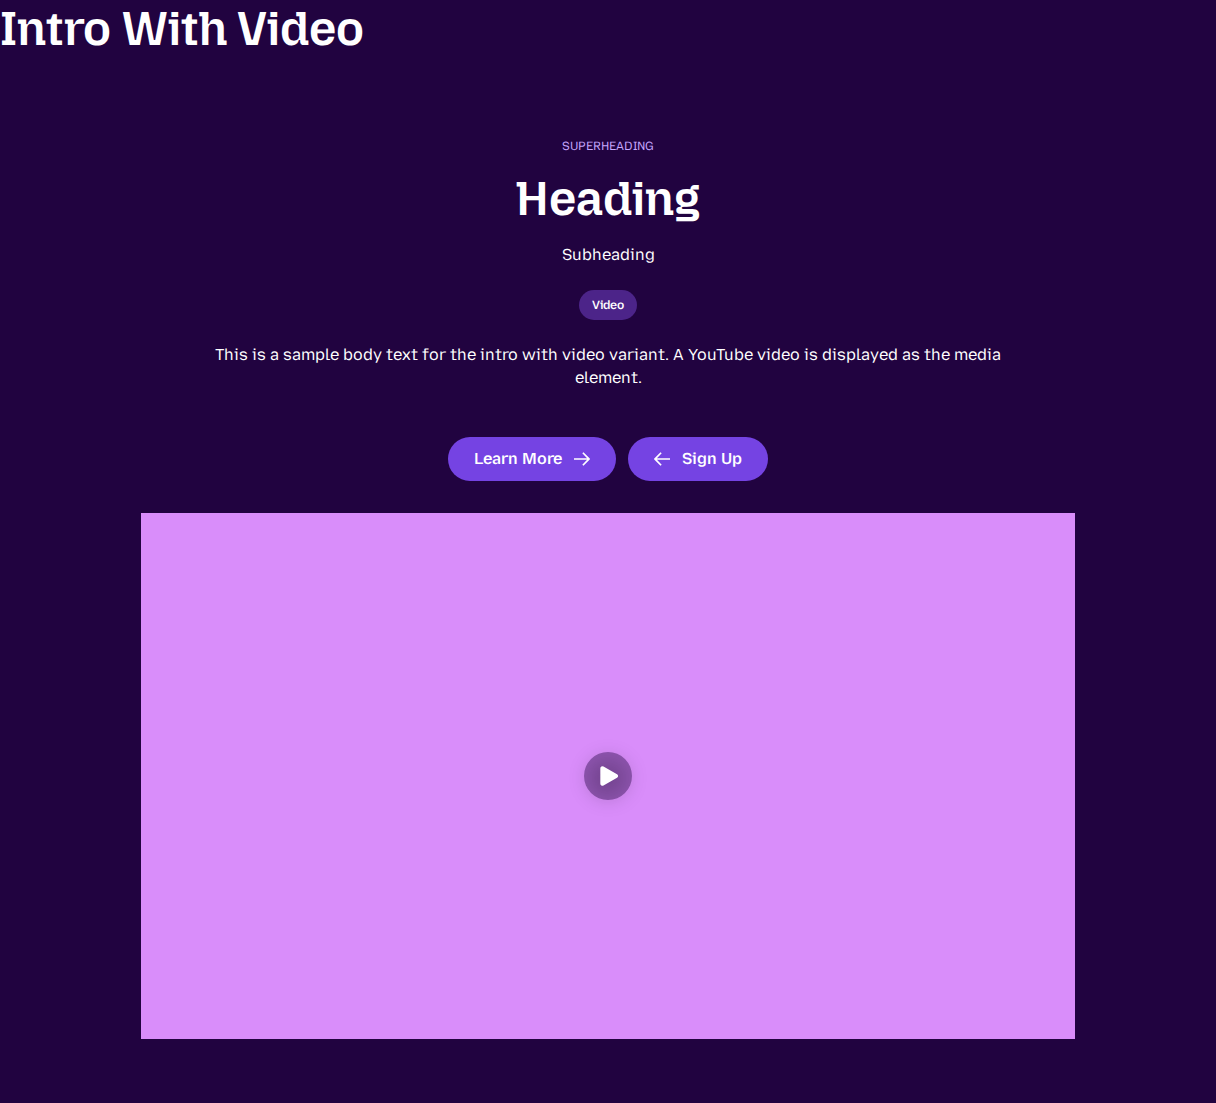 Intro With Video
SUPERHEADING
Heading
Subheading
Video
This is a sample body text for the intro with video variant. A YouTube video is displayed as the media
element.
Learn More
Sign Up